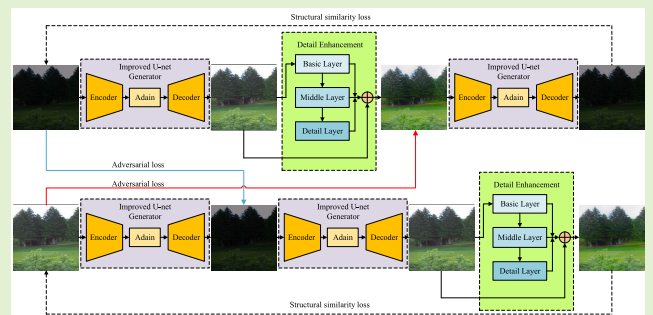 Structural similarity loss
Improved U-net
Generator
Encoder
Adain
Decoder
Detail Enhancement
Basic Layer
Middle Layer
Detail Layer
Improved U-net
Generator
Encoder
Adain
Decoder
Adversarial loss
Adversarial loss
Improved U-net
Generator
Encoder
Adain
Decoder
Improved U-net
Generator
Encoder
Adain
Decoder
Detail Enhancement
Basic Layer
Middle Layer
Detail Layer
Structural similarity loss